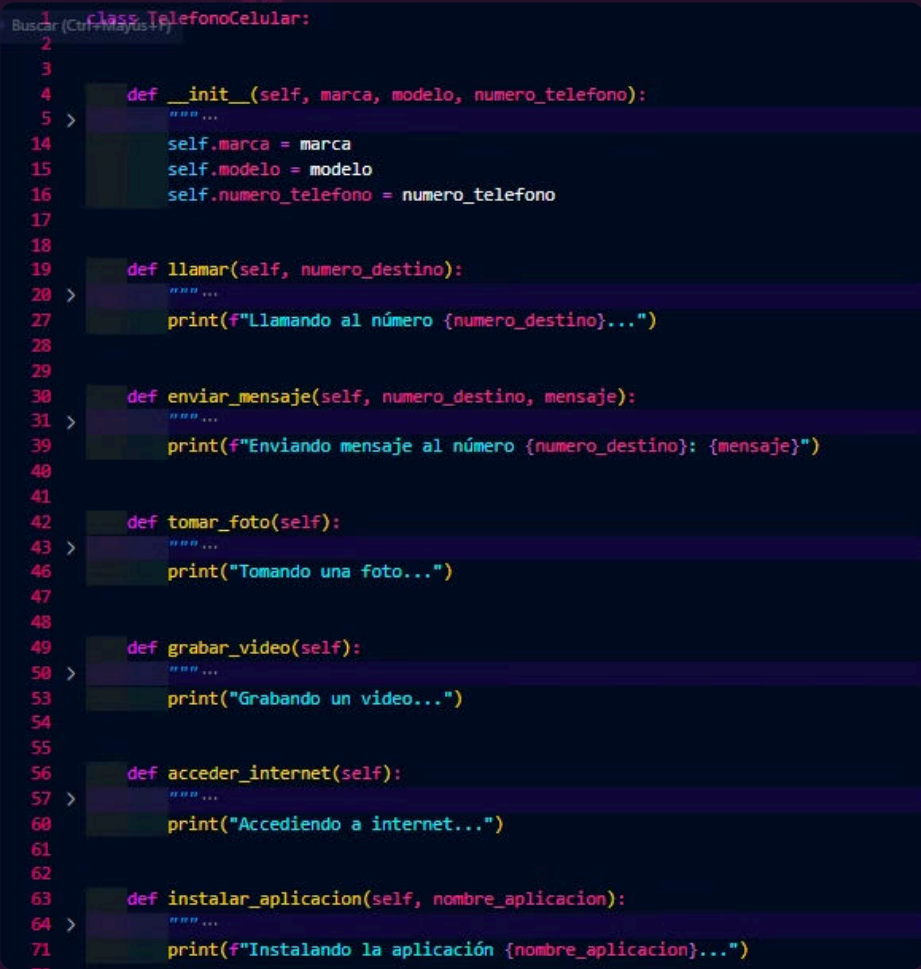 1 class TelefonoCelular:
Buscar (Ctrl+Mayús+F)
2
3
4 def __init__(self, marca, modelo, numero_telefono):
5 > """...
14 self.marca = marca
15 self.modelo = modelo
16 self.numero_telefono = numero_telefono
17
18
19 def llamar(self, numero_destino):
20 > """...
27 print(f"Llamando al número {numero_destino}...")
28
29
30 def enviar_mensaje(self, numero_destino, mensaje):
31 > """...
39 print(f"Enviando mensaje al número {numero_destino}: {mensaje}")
40
41
42 def tomar_foto(self):
43 > """...
46 print("Tomando una foto...")
47
48
49 def grabar_video(self):
50 > """...
53 print("Grabando un video...")
54
55
56 def acceder_internet(self):
57 > """...
60 print("Accediendo a internet...")
61
62
63 def instalar_aplicacion(self, nombre_aplicacion):
64 > """...
71 print(f"Instalando la aplicación {nombre_aplicacion}...")